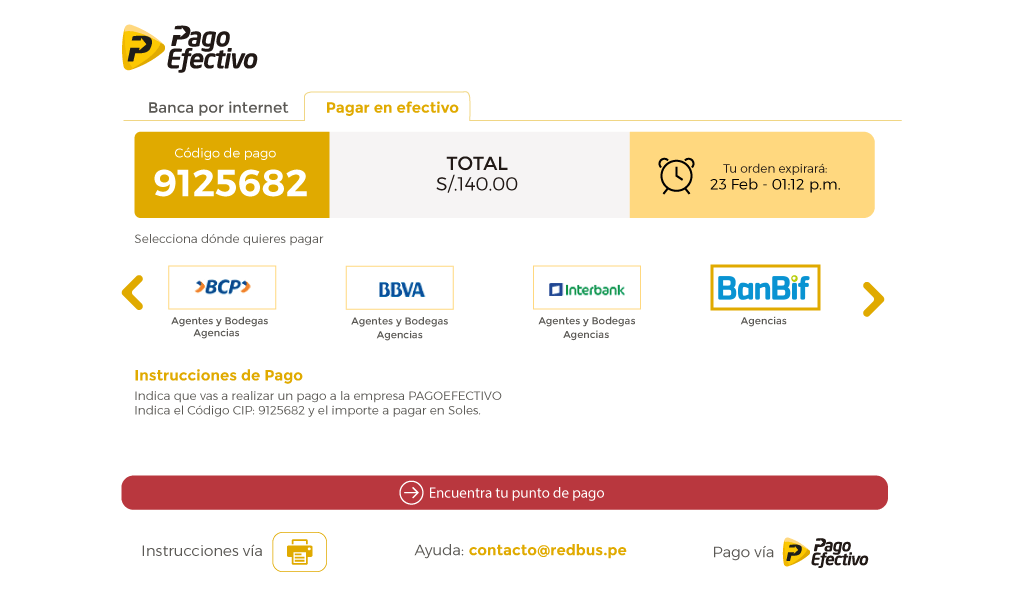 Pago
Efectivo
Banca por internet
Pagar en efectivo
Código de pago
9125682
TOTAL
S/.140.00
Tu orden expirará:
23 Feb - 01:12 p.m.
Selecciona dónde quieres pagar
BCP
BBVA
Interbank
BanBif
Agentes y Bodegas
Agencias
Agentes y Bodegas
Agencias
Agentes y Bodegas
Agencias
Agencias
Instrucciones de Pago
Indica que vas a realizar un pago a la empresa PAGOEFECTIVO
Indica el Código CIP: 9125682 y el importe a pagar en Soles.
Encuentra tu punto de pago
Instrucciones vía
Ayuda: contacto@redbus.pe
Pago vía
Pago
Efectivo